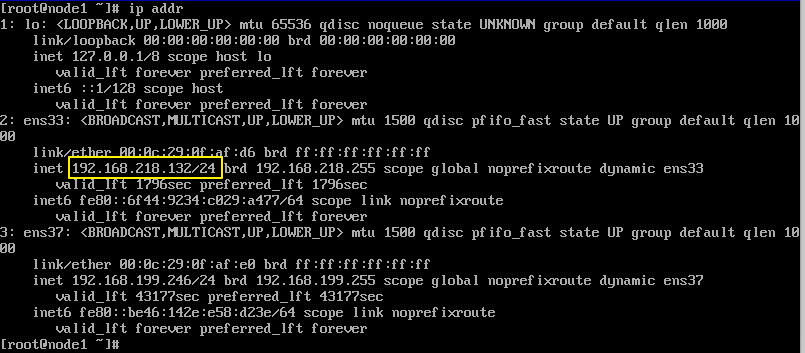 [root@node1 ~]# ip addr
1: lo: <LOOPBACK,UP,LOWER_UP> mtu 65536 qdisc noqueue state UNKNOWN group default qlen 1000
link/loopback 00:00:00:00:00:00 brd 00:00:00:00:00:00
inet 127.0.0.1/8 scope host lo
valid_lft forever preferred_lft forever
inet6 ::1/128 scope host
valid_lft forever preferred_lft forever
2: ens33: <BROADCAST,MULTICAST,UP,LOWER_UP> mtu 1500 qdisc pfifo_fast state UP group default qlen 10
00
link/ether 00:0c:29:0f:af:d6 brd ff:ff:ff:ff:ff:ff
inet 192.168.218.132/24 brd 192.168.218.255 scope global noprefixroute dynamic ens33
valid_lft 1796sec preferred_lft 1796sec
inet6 fe80::6f44:9234:c029:a477/64 scope link noprefixroute
valid_lft forever preferred_lft forever
3: ens37: <BROADCAST,MULTICAST,UP,LOWER_UP> mtu 1500 qdisc pfifo_fast state UP group default qlen 10
00
link/ether 00:0c:29:0f:af:e0 brd ff:ff:ff:ff:ff:ff
inet 192.168.199.246/24 brd 192.168.199.255 scope global noprefixroute dynamic ens37
valid_lft 43177sec preferred_lft 43177sec
inet6 fe80::be46:142e:e58:d23e/64 scope link noprefixroute
valid_lft forever preferred_lft forever
[root@node1 ~]#